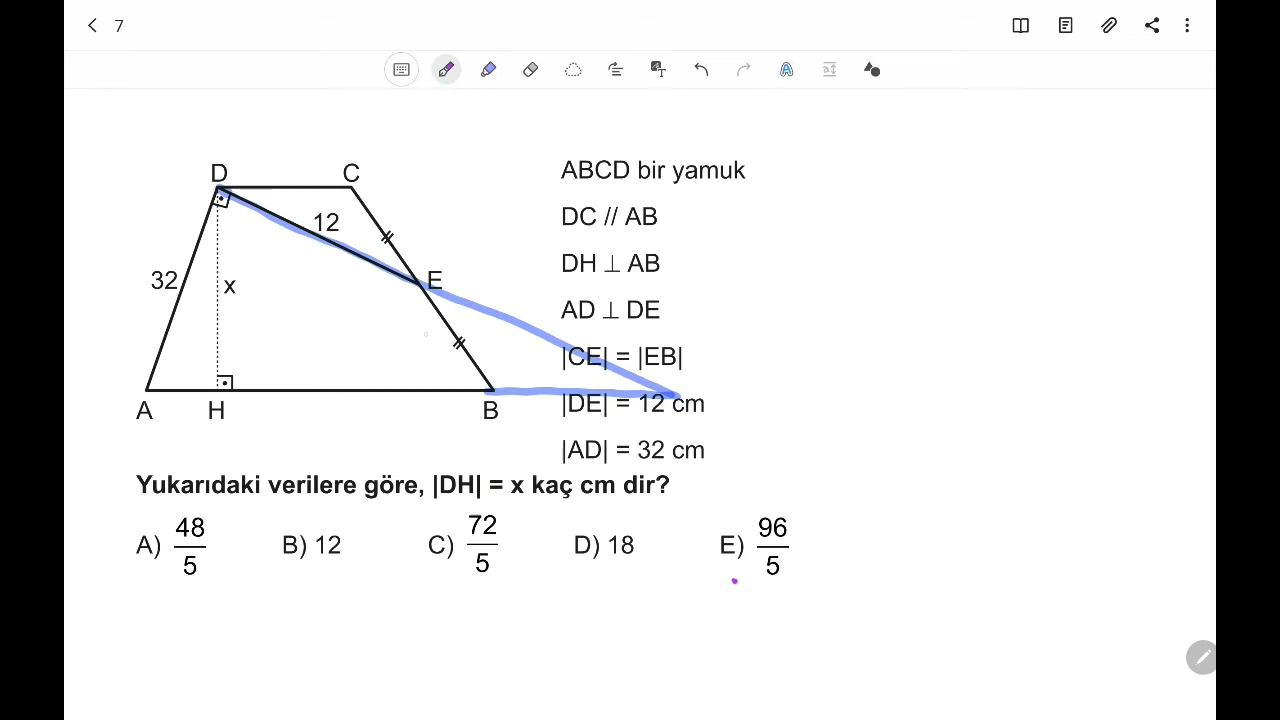 7
ABCD bir yamuk
D C
DC // AB
12
DH ⊥ AB
32 x E
AD ⊥ DE
|CE| = |EB|
|DE| = 12 cm
A H B
|AD| = 32 cm
Yukarıdaki verilere göre, |DH| = x kaç cm dir?
A) 48/5 B) 12 C) 72/5 D) 18 E) 96/5